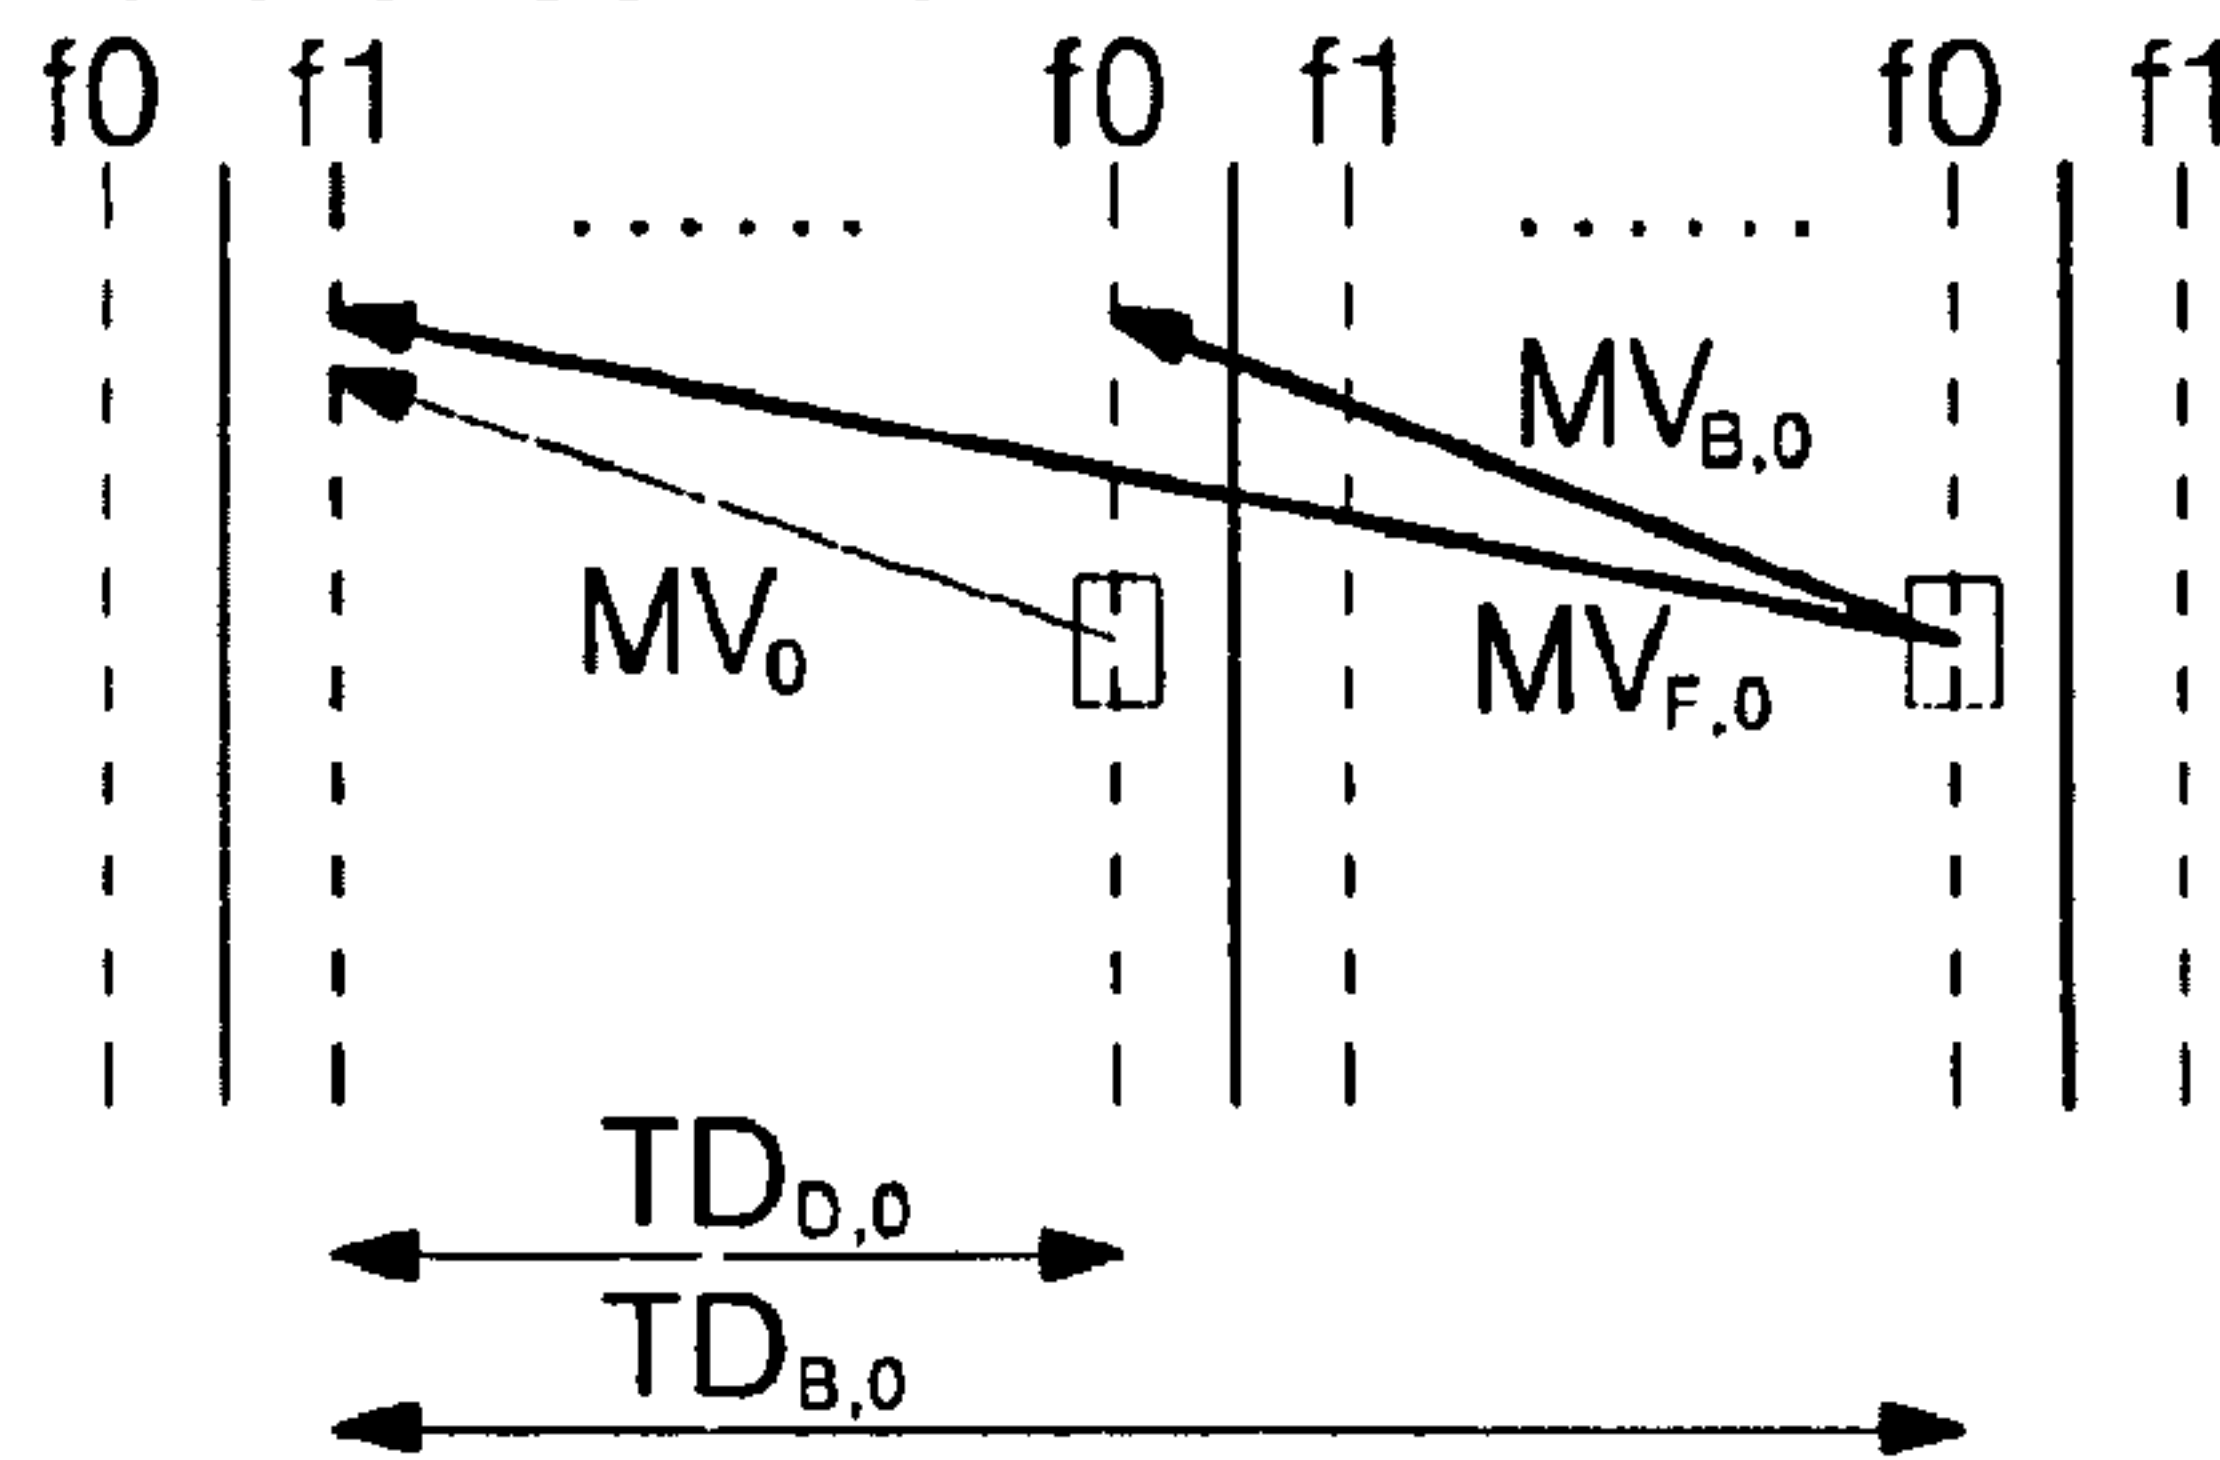 f0 f1 f0 f1 f0 f1
......  ......
MV_B,0
MV_0 MV_F,0
TD_D,0
TD_B,0